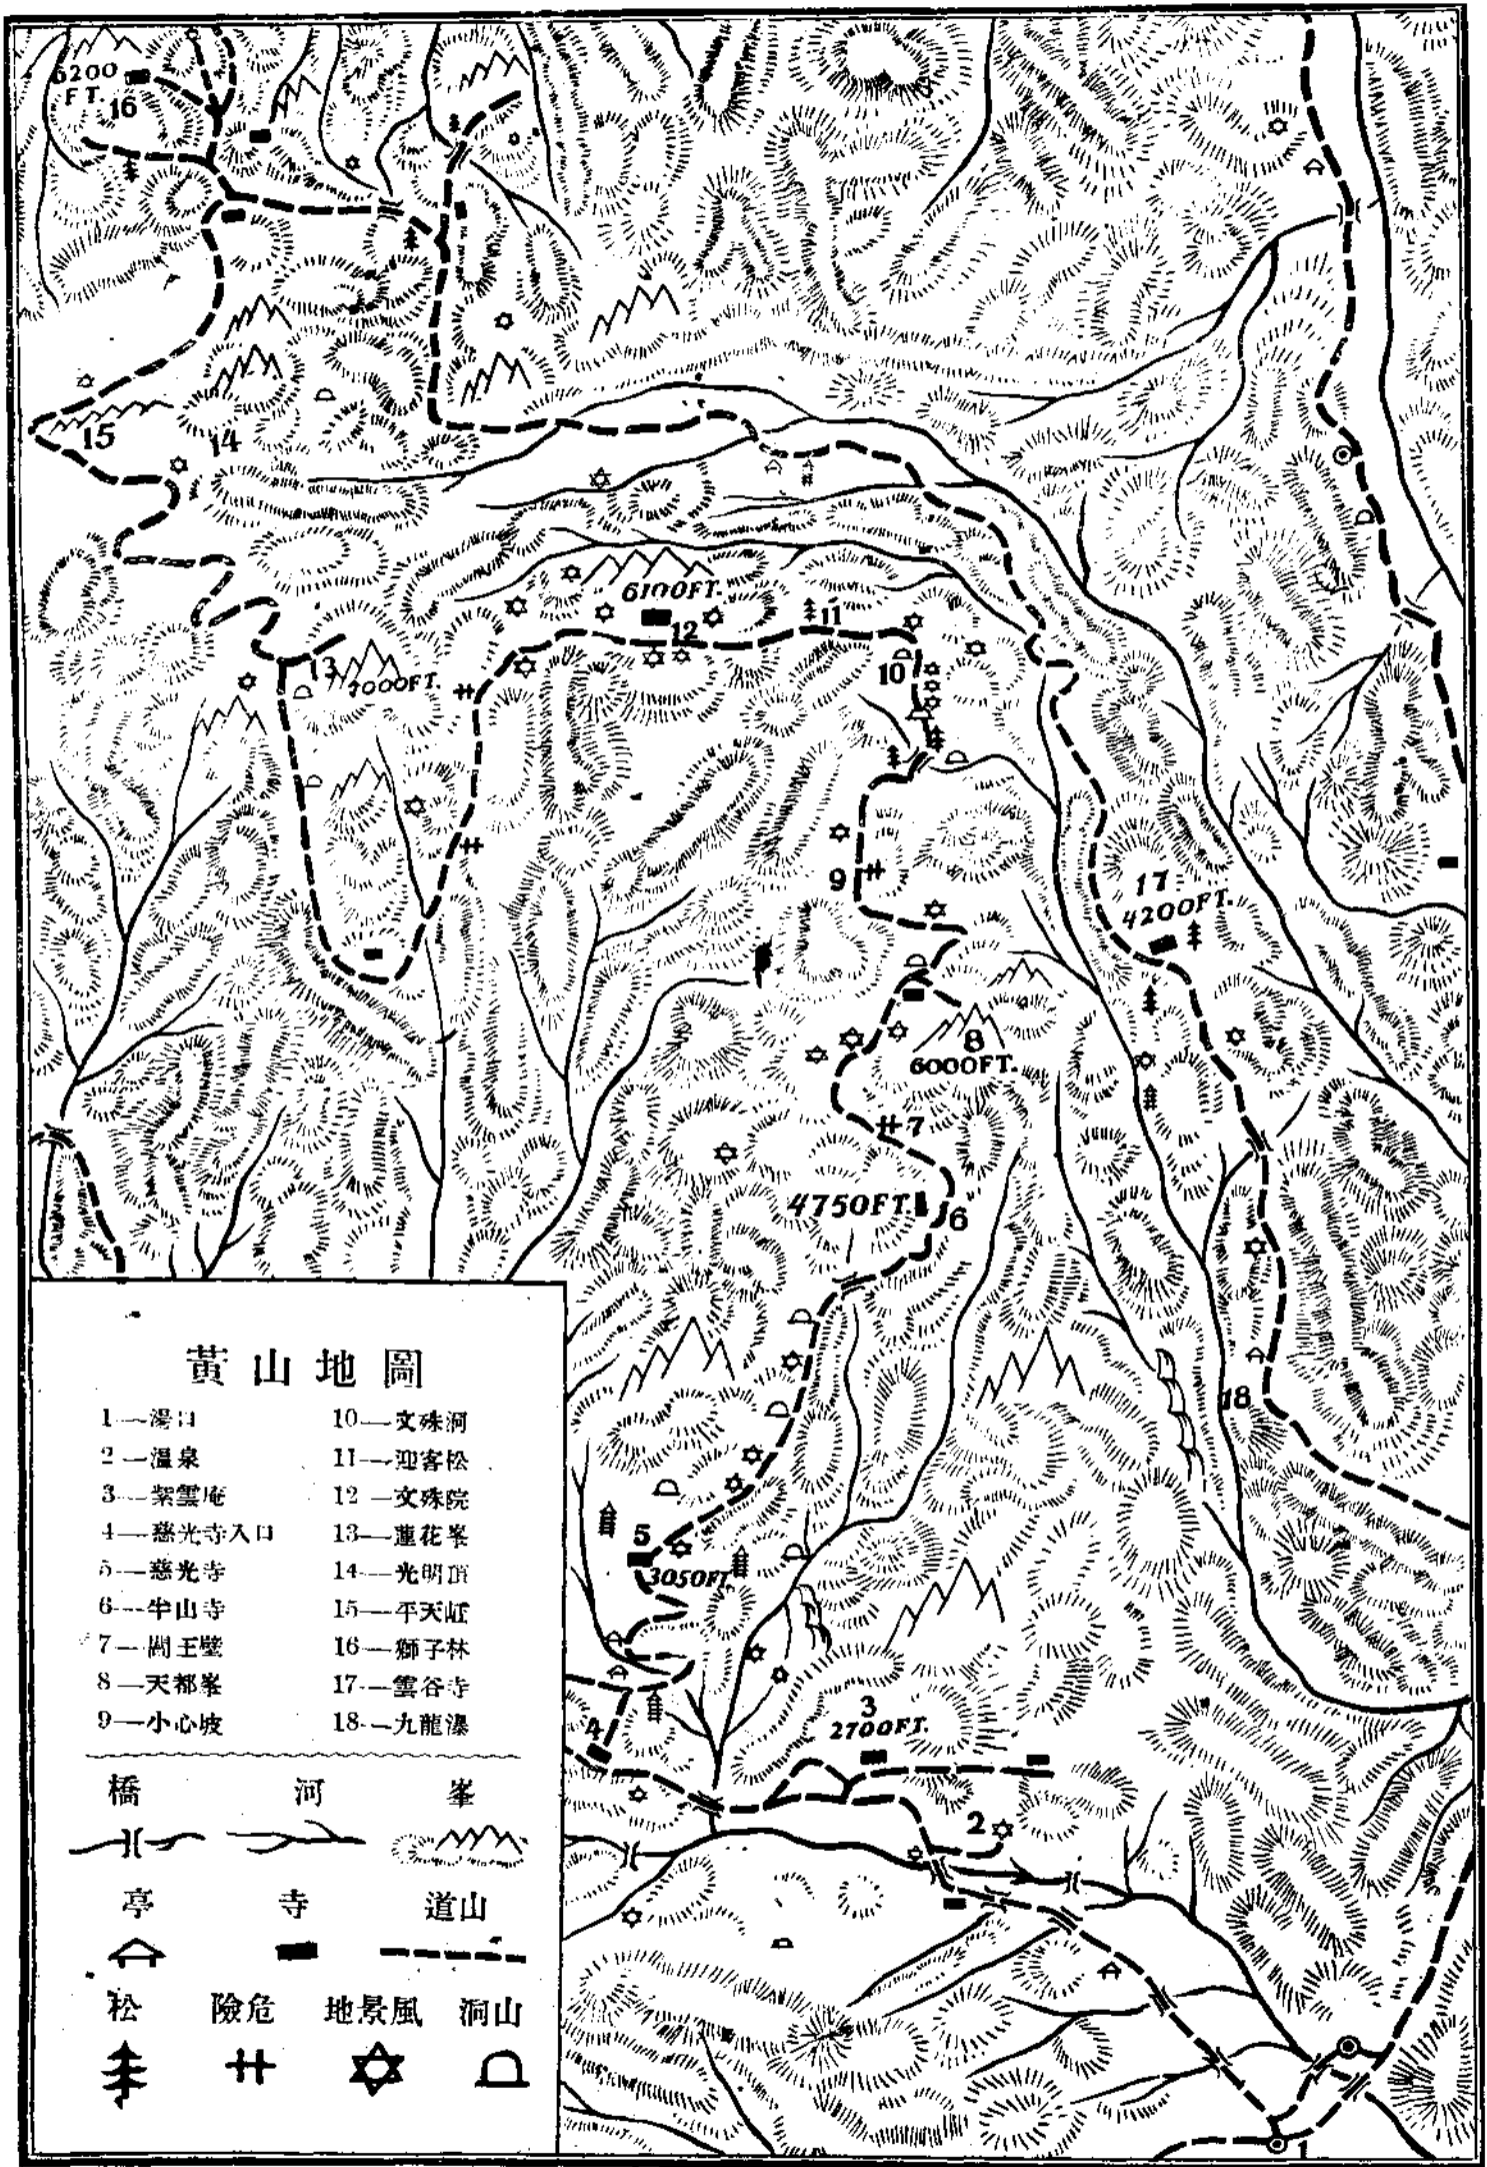 6200
FT.
16
15
14
6100FT.
12
11
10
13
7000FT.
9
17
4200FT.
8
6000FT.
7
4750FT.
6
18
5
3050FT.
4
3
2700FT.
2
1
黃山地圖
1—湯口
2—溫泉
3—紫雲庵
4—慈光寺入口
5—慈光寺
6—半山寺
7—閻王壁
8—天都峯
9—小心坡
10—文殊洞
11—迎客松
12—文殊院
13—蓮花峯
14—光明頂
15—平天矼
16—獅子林
17—雲谷寺
18—九龍瀑
橋 河 峯
亭 寺 道山
松 險危 地景風 洞山